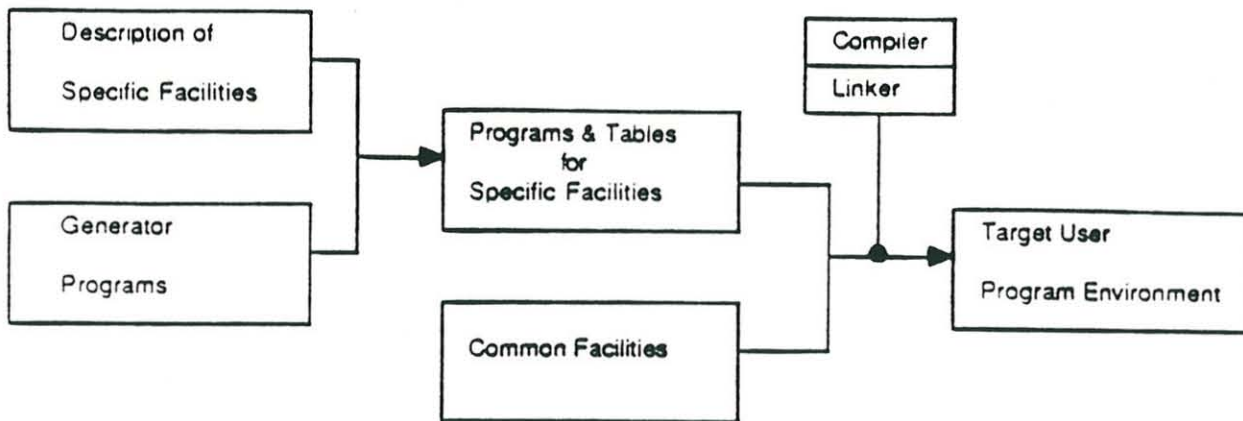 Description of
Specific Facilities
Generator
Programs
Programs & Tables
for
Specific Facilities
Common Facilities
Compiler
Linker
Target User
Program Environment